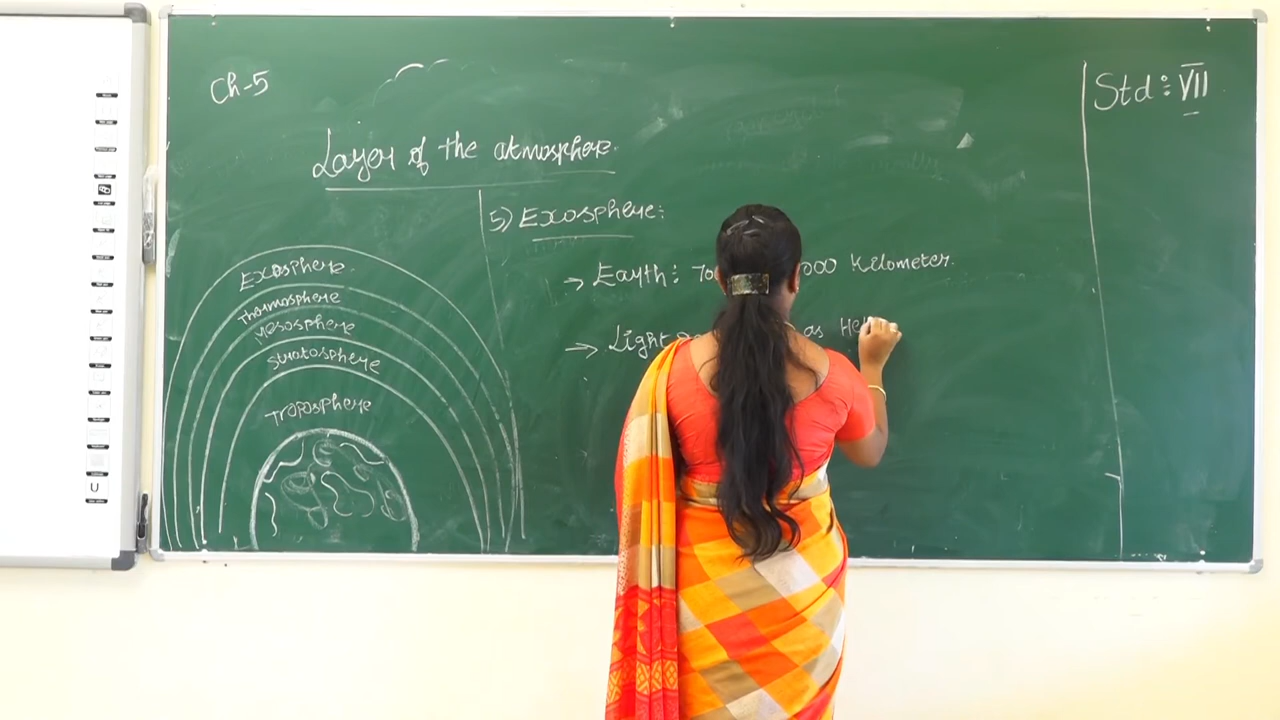 Ch-5
Std : VII
Layer of the atmosphere.
5) Exosphere:
→ Earth: 700 000 Kilometer.
→ Light as Hel
Exosphere.
Thermosphere
Mesosphere
Stratosphere
Troposphere